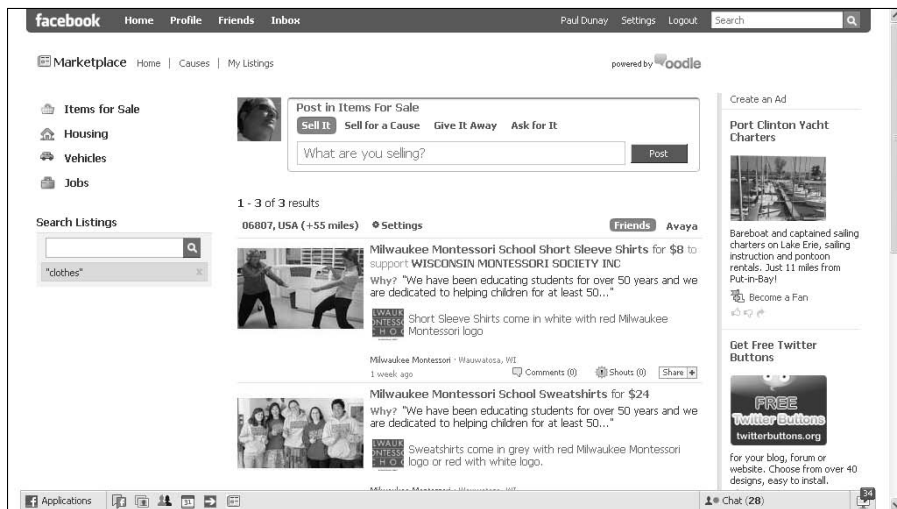 facebook Home Profile Friends Inbox Paul Dunay Settings Logout Search
Marketplace Home | Causes | My Listings powered by oodle
Items for Sale
Housing
Vehicles
Jobs
Search Listings
"clothes" x
Post in Items For Sale
Sell It Sell for a Cause Give It Away Ask for It
What are you selling? Post
1 - 3 of 3 results
06807, USA (+55 miles) Settings Friends Avaya
Milwaukee Montessori School Short Sleeve Shirts for $8 to
support WISCONSIN MONTESSORI SOCIETY INC
Why? "We have been educating students for over 50 years and we
are dedicated to helping children for at least 50..."
Short Sleeve Shirts come in white with red Milwaukee
Montessori logo
Milwaukee Montessori · Wauwatosa, WI
1 week ago Comments (0) Shouts (0) Share +
Milwaukee Montessori School Sweatshirts for $24
Why? "We have been educating students for over 50 years and we
are dedicated to helping children for at least 50..."
Sweatshirts come in grey with red Milwaukee Montessori
logo or red with white logo.
Create an Ad
Port Clinton Yacht
Charters
Bareboat and captained sailing
charters on Lake Erie, sailing
instruction and pontoon
rentals. Just 11 miles from
Put-in-Bay!
Become a Fan
Get Free Twitter
Buttons
FREE
Twitter Buttons
twitterbuttons.org
for your blog, forum or
website. Choose from over 40
designs, easy to install.
Applications 31 Chat (28) 34